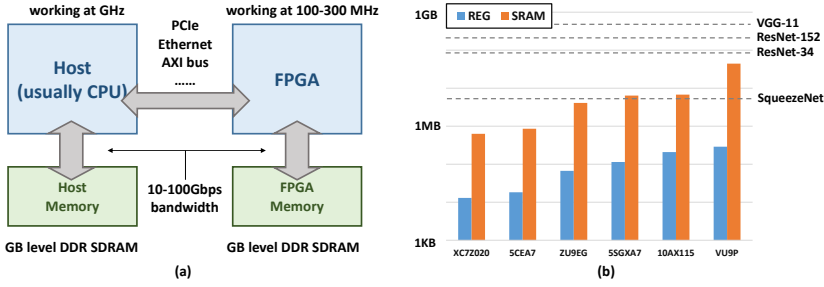 working at GHz
PCIe
Ethernet
AXI bus
......
working at 100-300 MHz
Host
(usually CPU)
FPGA
Host
Memory
10-100Gbps
bandwidth
FPGA
Memory
GB level DDR SDRAM
GB level DDR SDRAM
(a)
REG
SRAM
1GB
1MB
1KB
VGG-11
ResNet-152
ResNet-34
SqueezeNet
XC7Z020
5CEA7
ZU9EG
5SGXA7
10AX115
VU9P
(b)